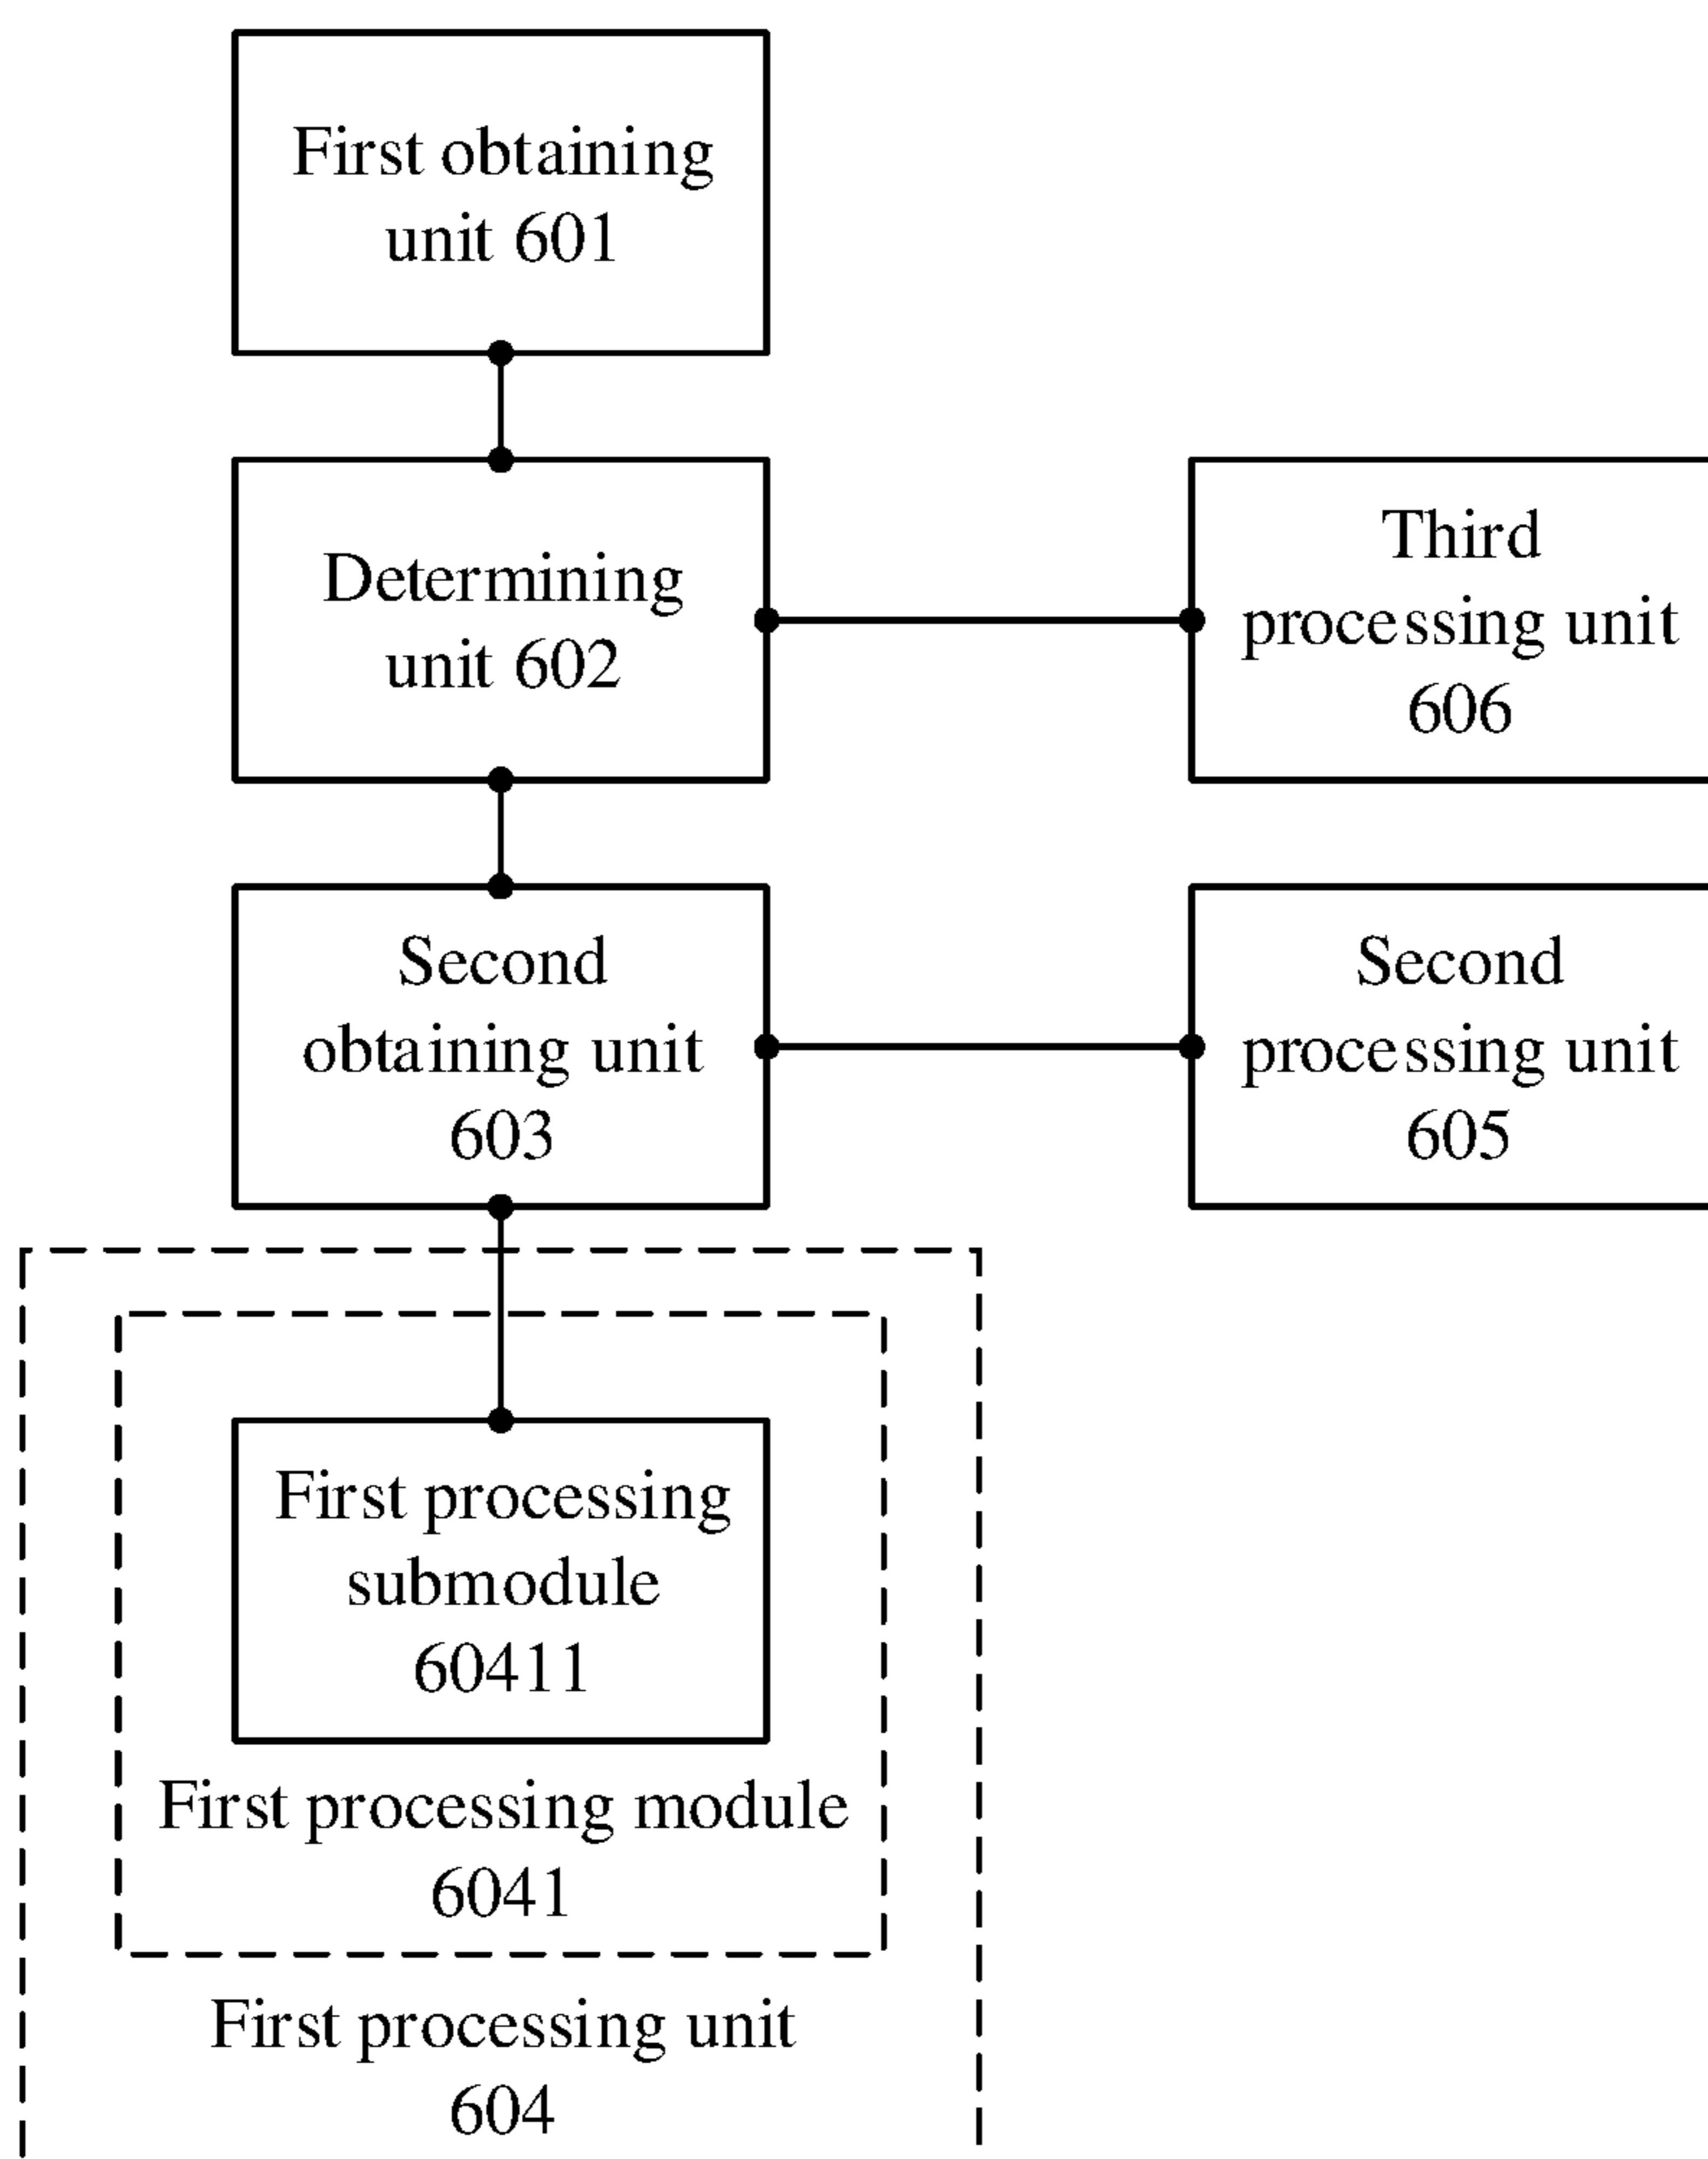 First obtaining
unit 601
Determining
unit 602
Third
processing unit
606
Second
obtaining unit
603
Second
processing unit
605
First processing
submodule
60411
First processing module
6041
First processing unit
604